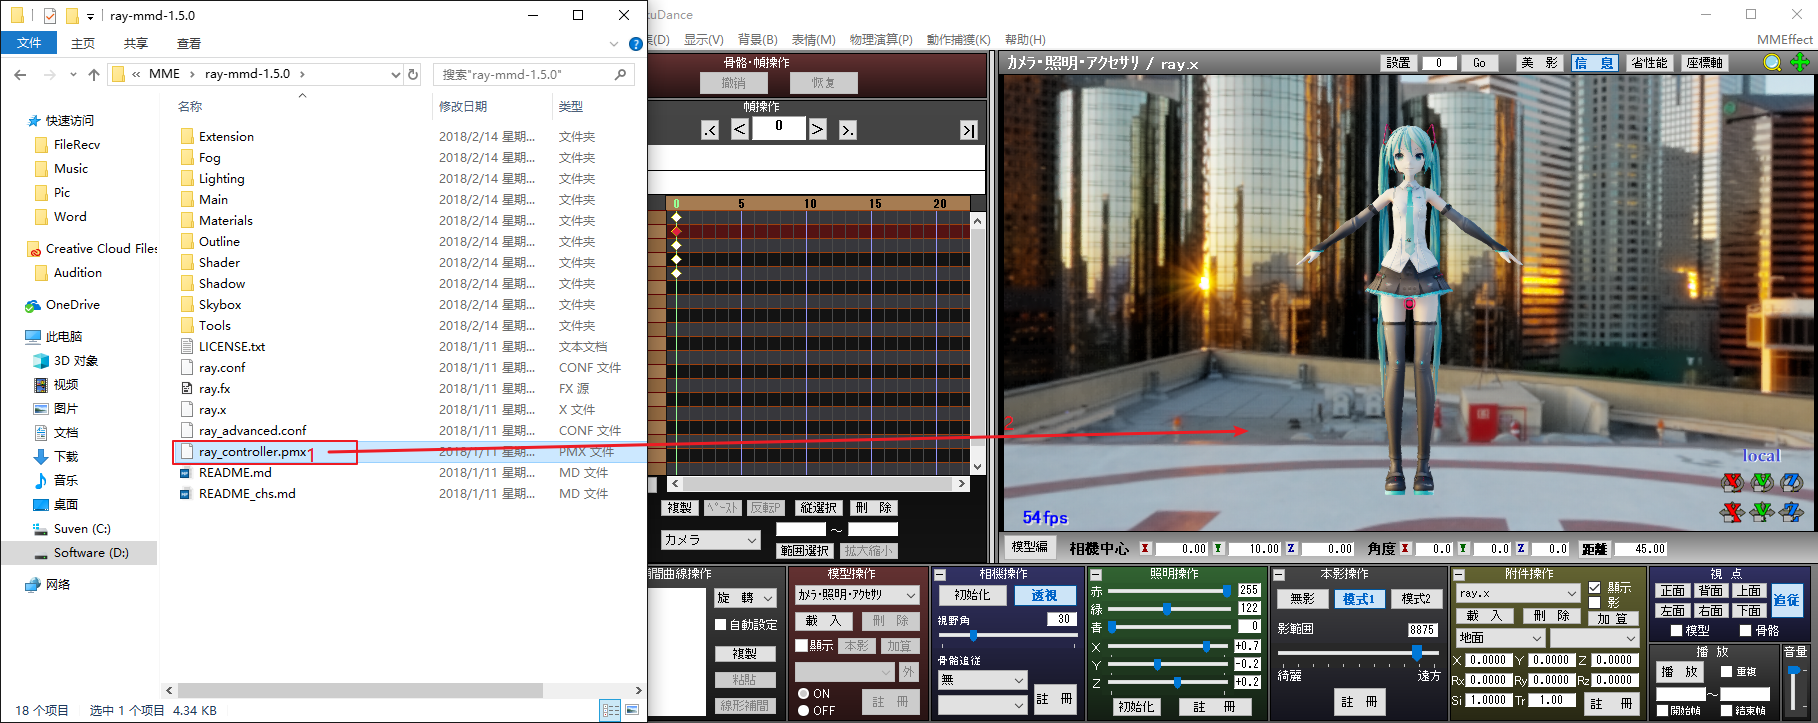 ray-mmd-1.5.0
文件
主页
共享
查看
« MME › ray-mmd-1.5.0 ›
搜索"ray-mmd-1.5.0"
快速访问
FileRecv
Music
Pic
Word
Creative Cloud Files
Audition
OneDrive
此电脑
3D 对象
视频
图片
文档
下载
音乐
桌面
Suven (C:)
Software (D:)
网络
名称 修改日期 类型
Extension 2018/2/14 星期... 文件夹
Fog 2018/2/14 星期... 文件夹
Lighting 2018/2/14 星期... 文件夹
Main 2018/2/14 星期... 文件夹
Materials 2018/2/14 星期... 文件夹
Outline 2018/2/14 星期... 文件夹
Shader 2018/2/14 星期... 文件夹
Shadow 2018/2/14 星期... 文件夹
Skybox 2018/2/14 星期... 文件夹
Tools 2018/2/14 星期... 文件夹
LICENSE.txt 2018/1/11 星期... 文本文档
ray.conf 2018/1/11 星期... CONF 文件
ray.fx 2018/1/11 星期... FX 源
ray.x 2018/1/11 星期... X 文件
ray_advanced.conf 2018/1/11 星期... CONF 文件
ray_controller.pmx 2018/1/11 星期... PMX 文件
README.md 2018/1/11 星期... MD 文件
README_chs.md 2018/1/11 星期... MD 文件
1
2
18 个项目 选中 1 个项目 4.34 KB
kuDance
(D) 显示(V) 背景(B) 表情(M) 物理演算(P) 動作捕獲(K) 帮助(H)
MMEffect
骨骼·帧操作
撤消 恢复
帧操作
.< < 0 > >. >|
0 5 10 15 20
複製 ﾍﾟｰｽﾄ 反転P 縦選択 刪 除
カメラ ～ 範囲選択 拡大縮小
カメラ・照明・アクセサリ / ray.x
設置 0 Go 美 影 信 息 省性能 座標軸
local
X Y Z
X Y Z
54fps
模型編 相機中心 X 0.00 Y 10.00 Z 0.00 角度 X 0.0 Y 0.0 Z 0.0 距離 45.00
間曲線操作
旋 轉
自動設定
複製
粘貼
線形補間
模型操作
ｶﾒﾗ・照明・ｱｸｾｻﾘ
載 入 刪 除
顯示 本影 加算
外
ON
OFF
註 冊
相機操作
初始化 透視
視野角 30
骨骼追従
無
註 冊
照明操作
赤 255
緑 122
青 0
X +0.7
Y -0.2
Z +0.2
初始化 註 冊
本影操作
無影 模式1 模式2
影範囲 8875
綺麗 遠方
註 冊
附件操作
ray.x 顯示
影
載 入 刪 除 加 算
地面
X 0.0000 Y 0.0000 Z 0.0000
Rx 0.0000 Ry 0.0000 Rz 0.0000
Si 1.0000 Tr 1.00 註 冊
視 点
正面 背面 上面
左面 右面 下面
追従
模型 骨骼
播 放 音量
播 放 重複
～
開始帧 結束帧